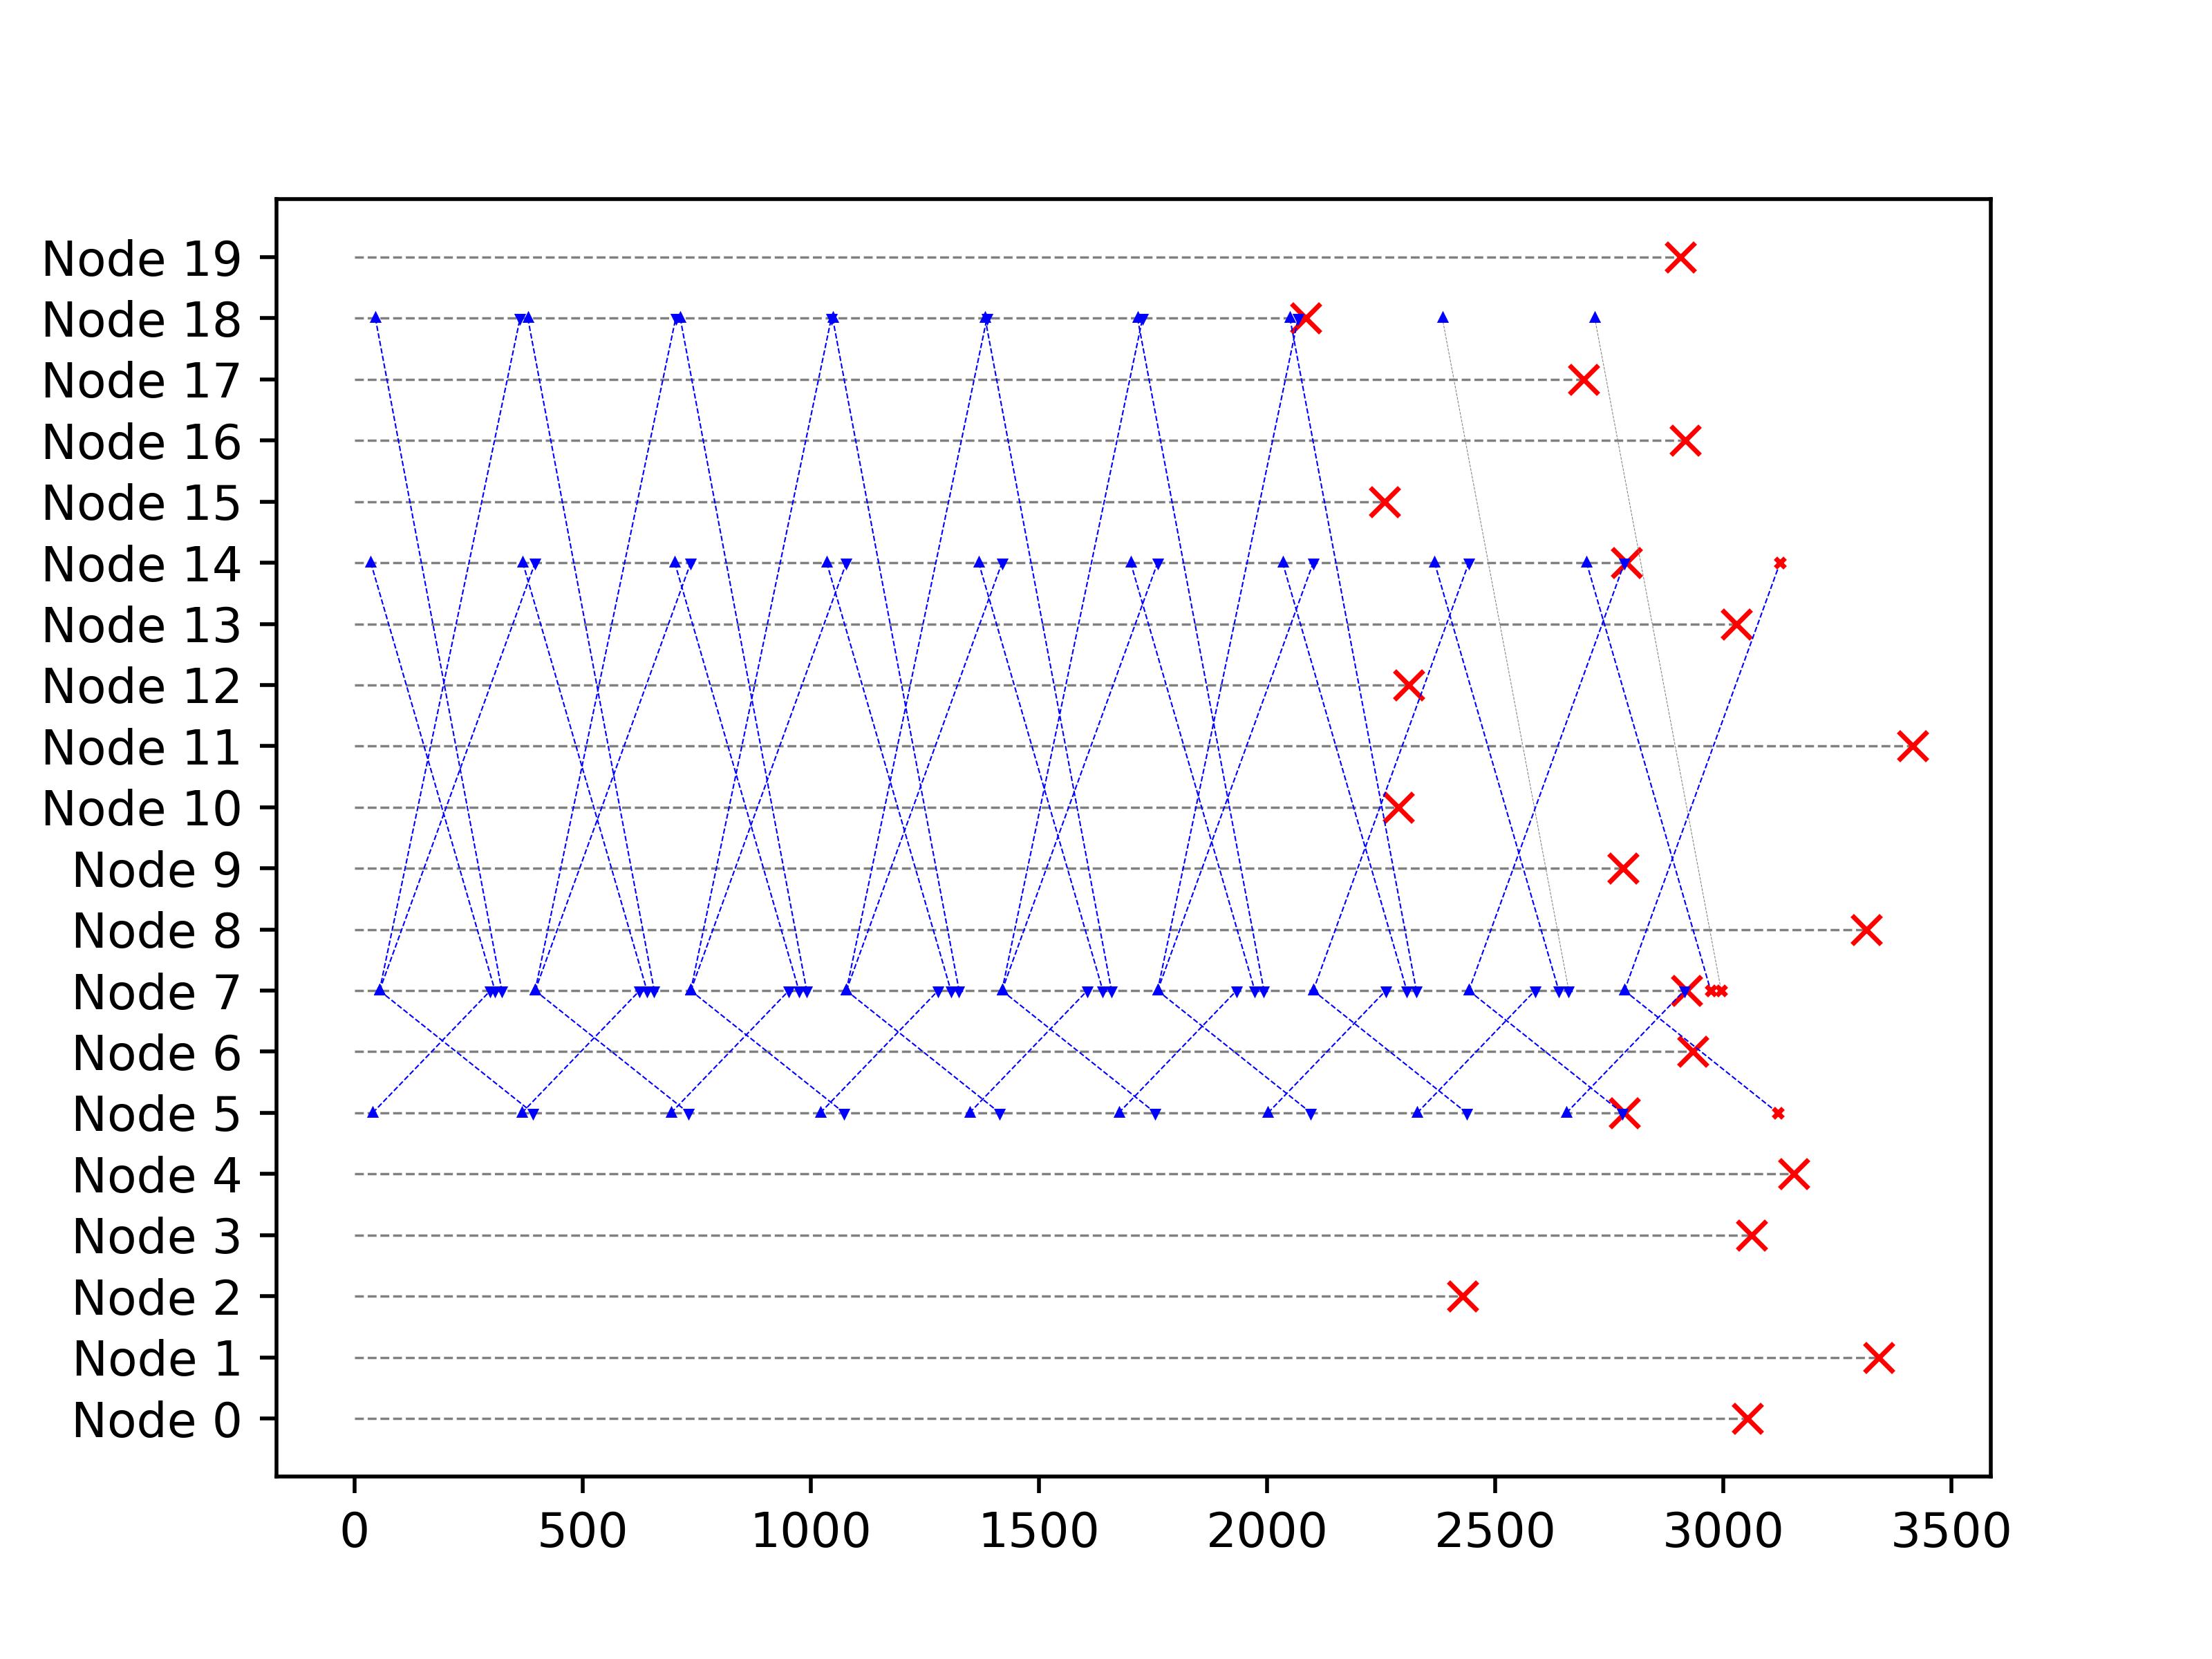 Node 19
Node 18
Node 17
Node 16
Node 15
Node 14
Node 13
Node 12
Node 11
Node 10
Node 9
Node 8
Node 7
Node 6
Node 5
Node 4
Node 3
Node 2
Node 1
Node 0
0 500 1000 1500 2000 2500 3000 3500